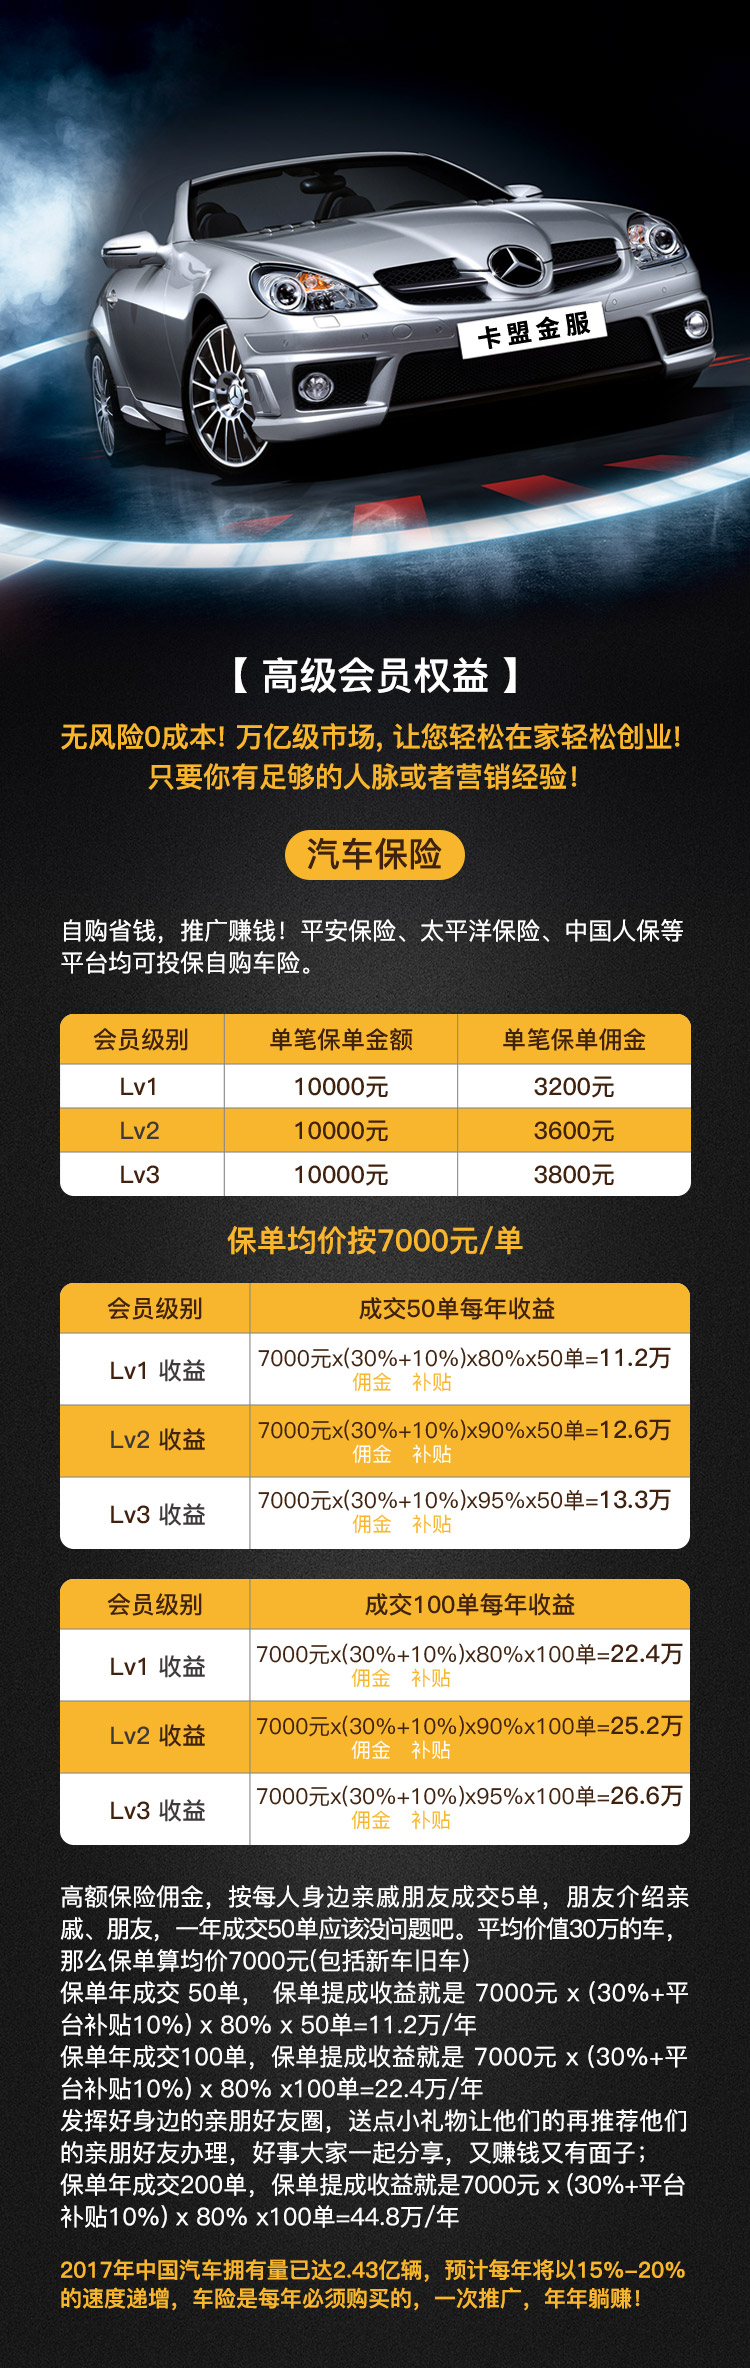 卡盟金服
【 高级会员权益 】
无风险0成本! 万亿级市场, 让您轻松在家轻松创业!
只要你有足够的人脉或者营销经验!
汽车保险
自购省钱，推广赚钱！平安保险、太平洋保险、中国人保等
平台均可投保自购车险。
会员级别 单笔保单金额 单笔保单佣金
Lv1 10000元 3200元
Lv2 10000元 3600元
Lv3 10000元 3800元
保单均价按7000元/单
会员级别 成交50单每年收益
Lv1 收益 7000元x(30%+10%)x80%x50单=11.2万
佣金 补贴
Lv2 收益 7000元x(30%+10%)x90%x50单=12.6万
佣金 补贴
Lv3 收益 7000元x(30%+10%)x95%x50单=13.3万
佣金 补贴
会员级别 成交100单每年收益
Lv1 收益 7000元x(30%+10%)x80%x100单=22.4万
佣金 补贴
Lv2 收益 7000元x(30%+10%)x90%x100单=25.2万
佣金 补贴
Lv3 收益 7000元x(30%+10%)x95%x100单=26.6万
佣金 补贴
高额保险佣金，按每人身边亲戚朋友成交5单，朋友介绍亲
戚、朋友，一年成交50单应该没问题吧。平均价值30万的车，
那么保单算均价7000元(包括新车旧车)
保单年成交 50单， 保单提成收益就是 7000元 x (30%+平
台补贴10%) x 80% x 50单=11.2万/年
保单年成交100单，保单提成收益就是 7000元 x (30%+平
台补贴10%) x 80% x100单=22.4万/年
发挥好身边的亲朋好友圈，送点小礼物让他们的再推荐他们
的亲朋好友办理，好事大家一起分享，又赚钱又有面子；
保单年成交200单，保单提成收益就是7000元 x (30%+平台
补贴10%) x 80% x100单=44.8万/年
2017年中国汽车拥有量已达2.43亿辆，预计每年将以15%-20%
的速度递增，车险是每年必须购买的，一次推广，年年躺赚！